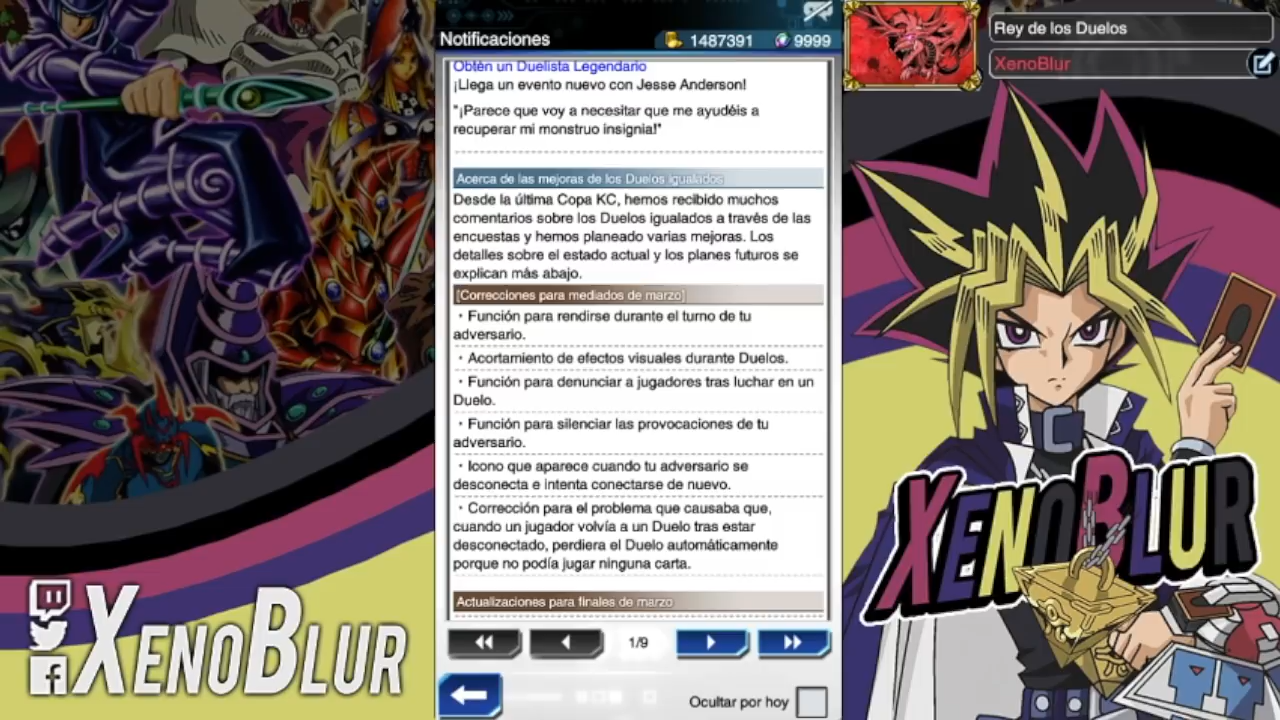 Notificaciones
1487391
9999
Obtén un Duelista Legendario
¡Llega un evento nuevo con Jesse Anderson!
"¡Parece que voy a necesitar que me ayudéis a
recuperar mi monstruo insignia!"
Acerca de las mejoras de los Duelos igualados
Desde la última Copa KC, hemos recibido muchos
comentarios sobre los Duelos igualados a través de las
encuestas y hemos planeado varias mejoras. Los
detalles sobre el estado actual y los planes futuros se
explican más abajo.
[Correcciones para mediados de marzo]
・Función para rendirse durante el turno de tu
adversario.
・Acortamiento de efectos visuales durante Duelos.
・Función para denunciar a jugadores tras luchar en un
Duelo.
・Función para silenciar las provocaciones de tu
adversario.
・Icono que aparece cuando tu adversario se
desconecta e intenta conectarse de nuevo.
・Corrección para el problema que causaba que,
cuando un jugador volvía a un Duelo tras estar
desconectado, perdiera el Duelo automáticamente
porque no podía jugar ninguna carta.
Actualizaciones para finales de marzo
1/9
Ocultar por hoy
Rey de los Duelos
XenoBlur
XENOBLUR
XENOBLUR